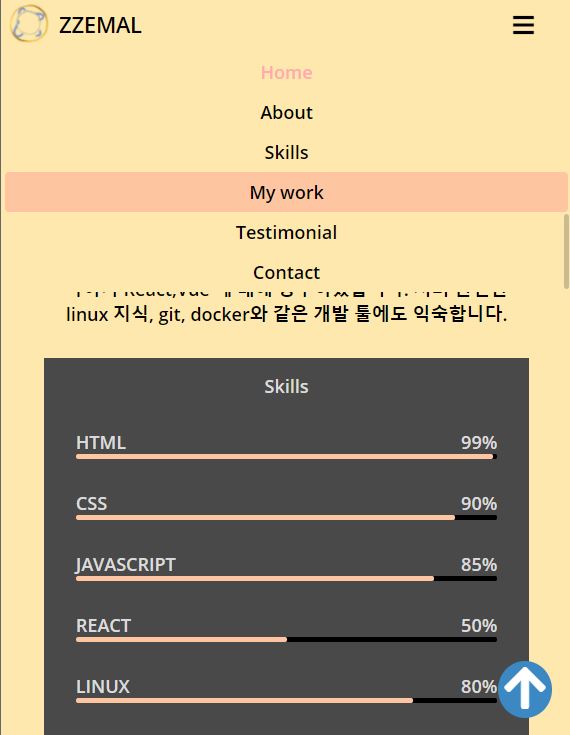 ZZEMAL
Home
About
Skills
My work
Testimonial
Contact
React,Vue
linux 지식, git, docker와 같은 개발 툴에도 익숙합니다.
Skills
HTML 99%
CSS 90%
JAVASCRIPT 85%
REACT 50%
LINUX 80%